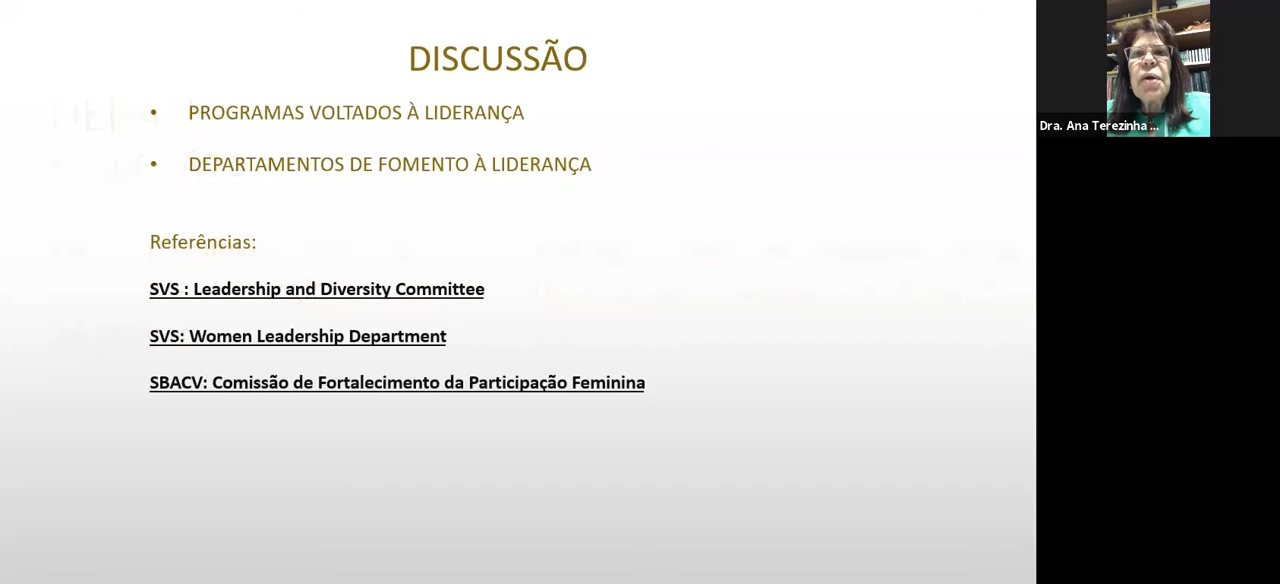 DISCUSSÃO
• PROGRAMAS VOLTADOS À LIDERANÇA
• DEPARTAMENTOS DE FOMENTO À LIDERANÇA
Referências:
SVS : Leadership and Diversity Committee
SVS: Women Leadership Department
SBACV: Comissão de Fortalecimento da Participação Feminina
Dra. Ana Terezinha ...